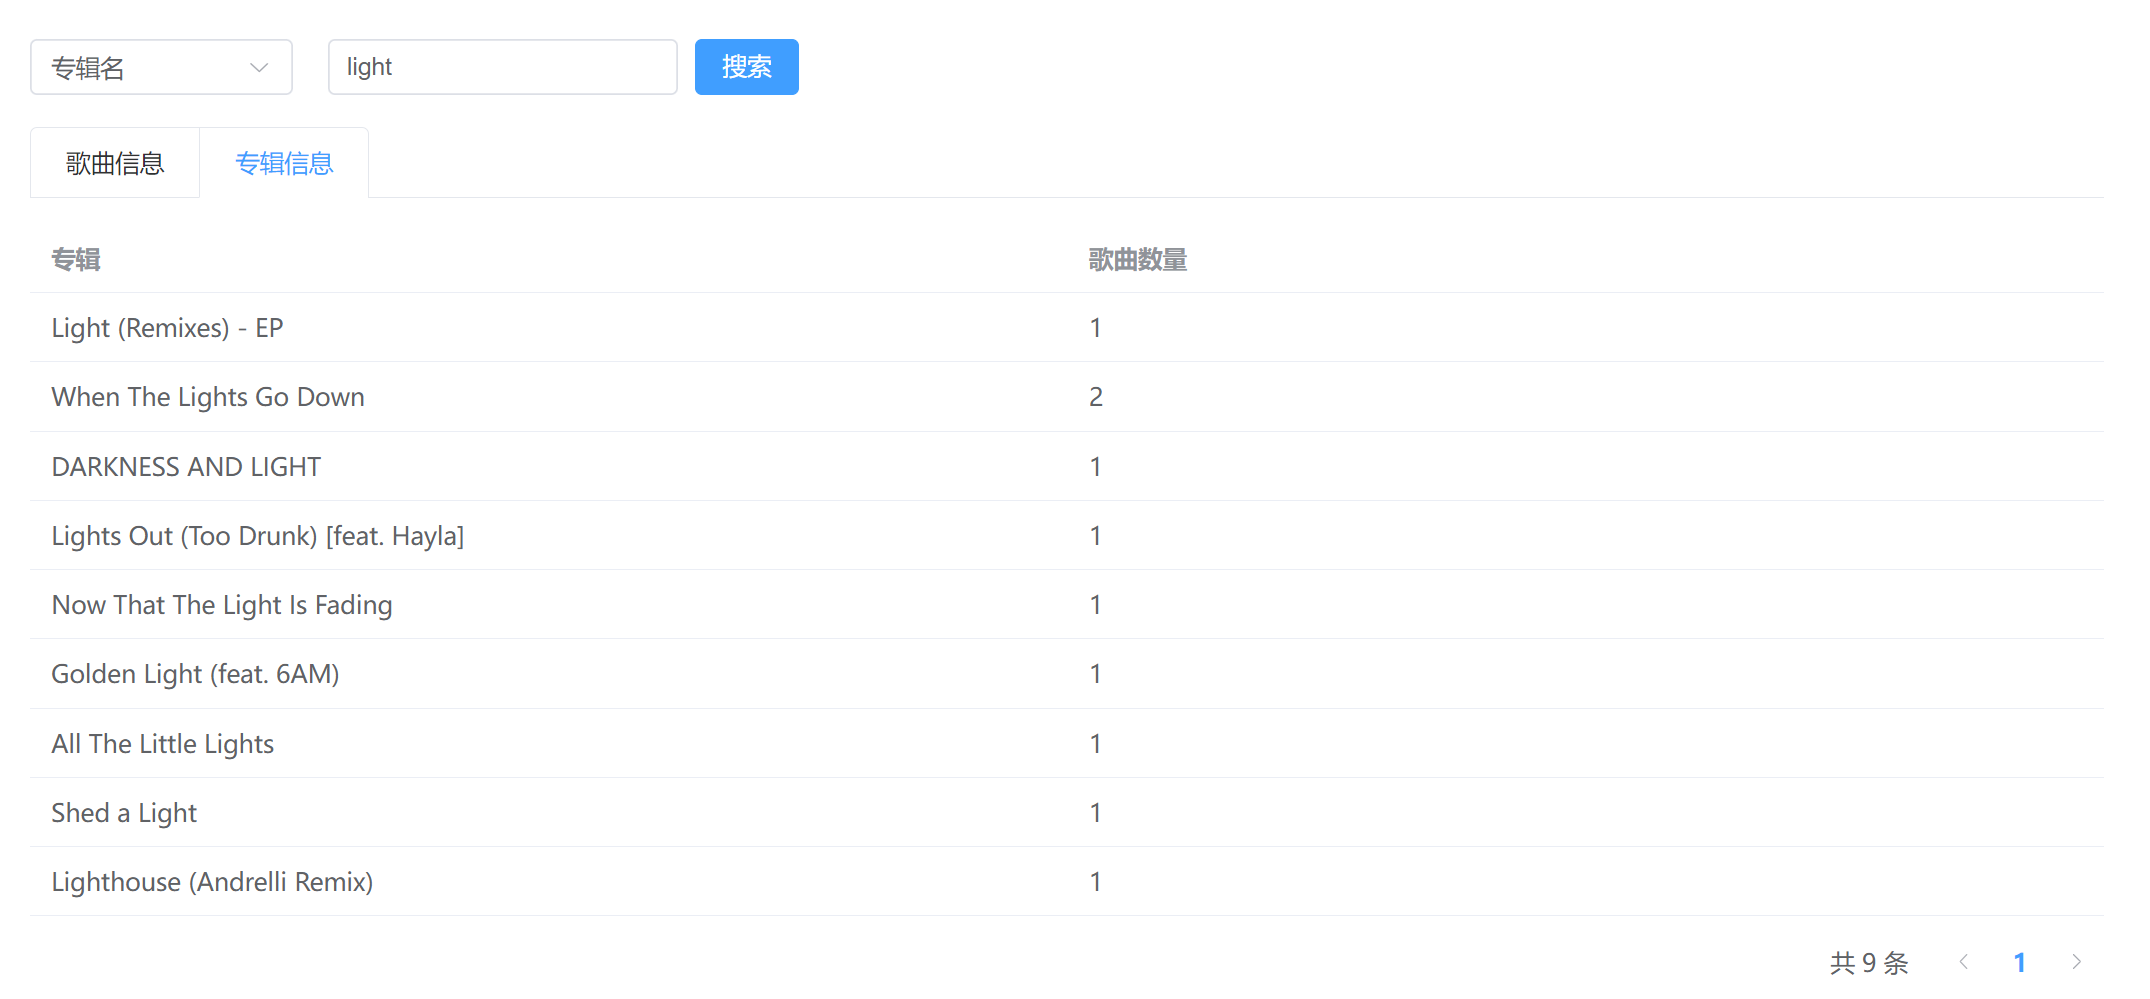 专辑名 light 搜索
歌曲信息 专辑信息
专辑 歌曲数量
Light (Remixes) - EP 1
When The Lights Go Down 2
DARKNESS AND LIGHT 1
Lights Out (Too Drunk) [feat. Hayla] 1
Now That The Light Is Fading 1
Golden Light (feat. 6AM) 1
All The Little Lights 1
Shed a Light 1
Lighthouse (Andrelli Remix) 1
共 9 条 1